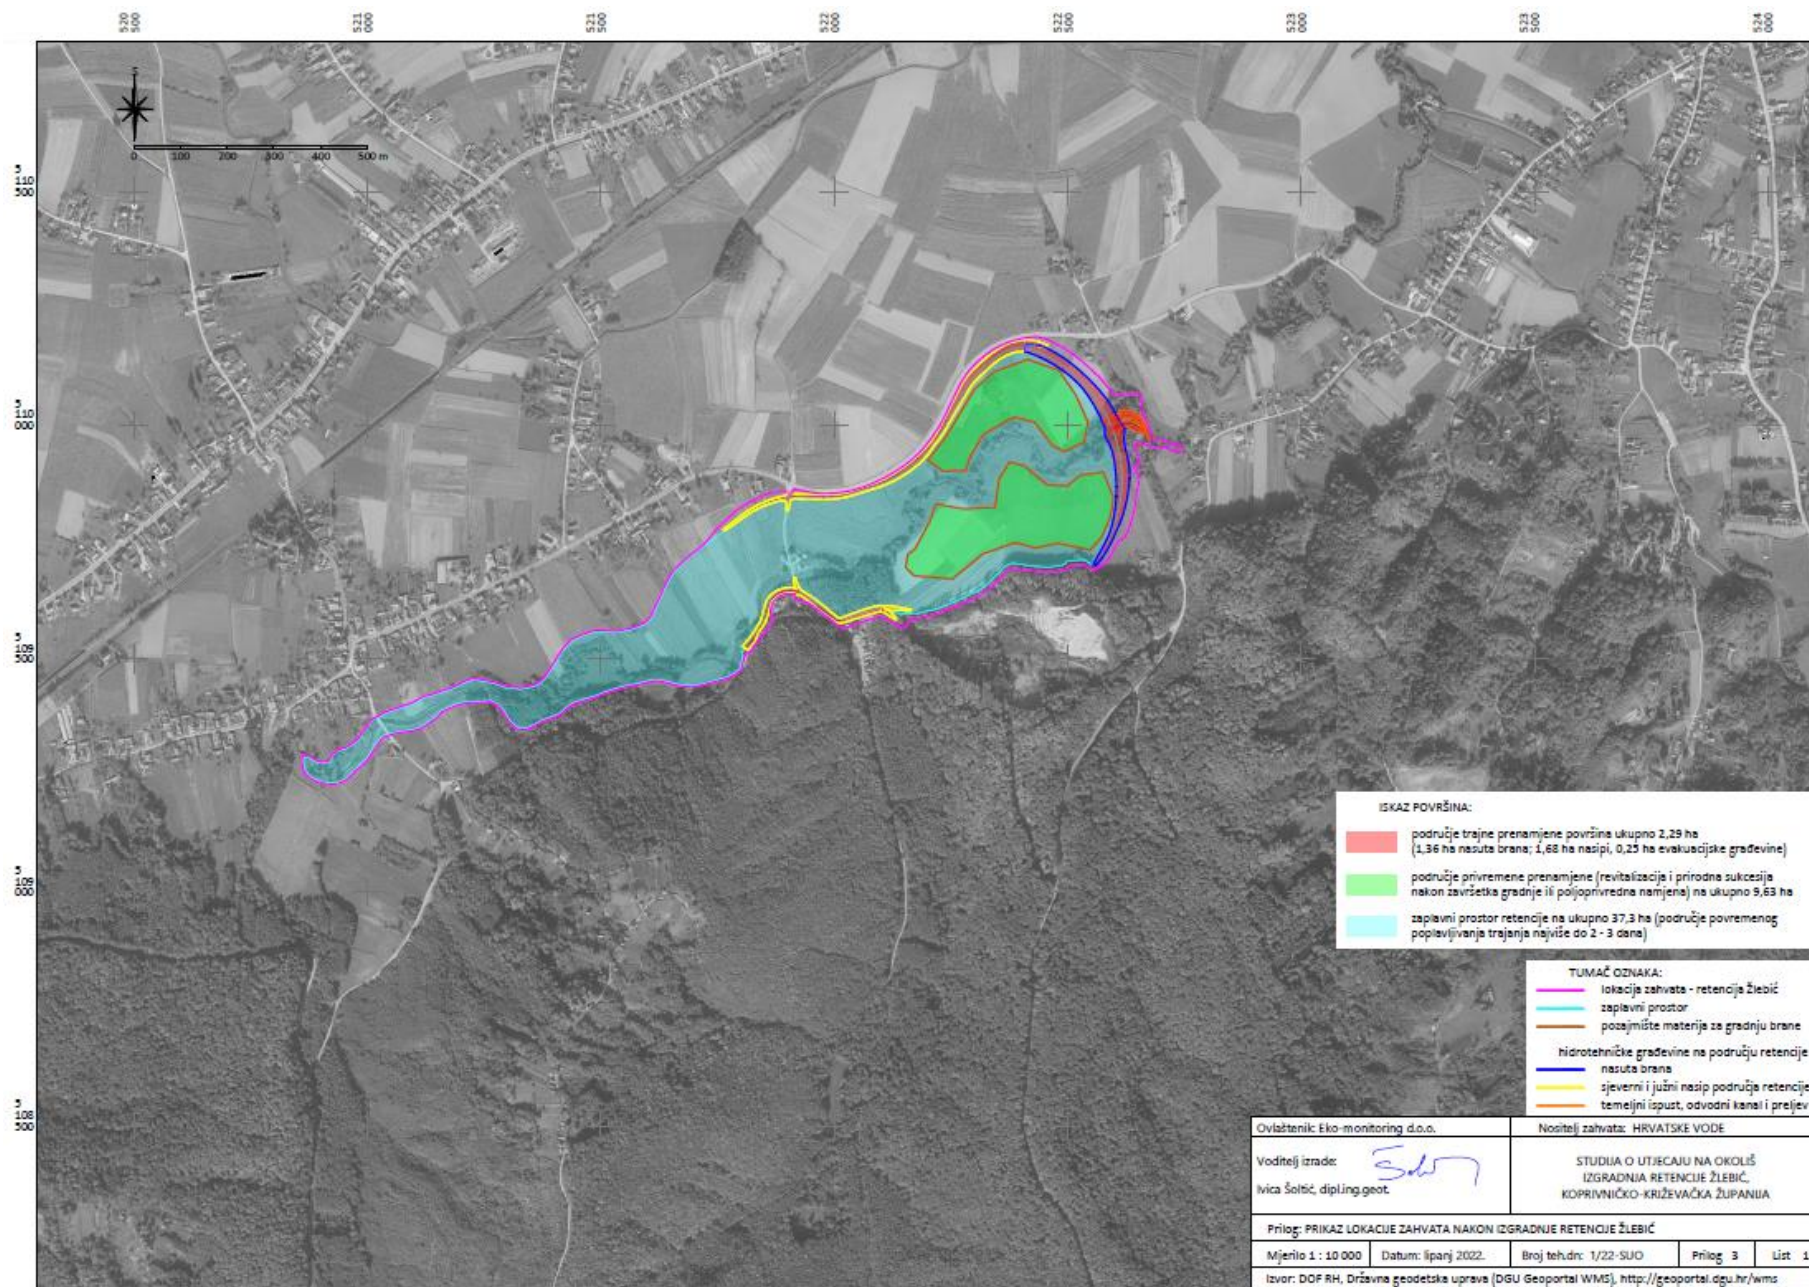 520 500
521 000
521 500
522 000
522 500
523 000
523 500
524 000
0 100 200 300 400 500 m
5 110 500
5 110 000
5 109 500
5 109 000
5 108 500
ISKAZ POVRŠINA:
područje trajne prenamjene površina ukupno 2,29 ha
(1,36 ha nasuta brana; 1,68 ha nasipi, 0,25 ha evakuacijske građevine)
područje privremene prenamjene (revitalizacija i prirodna sukcesija
nakon završetka gradnje ili poljoprivredna namjena) na ukupno 9,63 ha
zaplavni prostor retencije na ukupno 37,3 ha (područje povremenog
poplavljivanja trajanja najviše do 2 - 3 dana)
TUMAČ OZNAKA:
lokacija zahvata - retencija Žlebić
zaplavni prostor
pozajmište materija za gradnju brane
hidrotehničke građevine na području retencije
nasuta brana
sjeverni i južni nasip područja retencije
temeljni ispust, odvodni kanal i preljev
Ovlaštenik: Eko-monitoring d.o.o.
Nositelj zahvata: HRVATSKE VODE
Voditelj izrade:
Ivica Šoltić, dipl.ing.geot.
STUDIJA O UTJECAJU NA OKOLIŠ
IZGRADNJA RETENCIJE ŽLEBIĆ,
KOPRIVNIČKO-KRIŽEVAČKA ŽUPANIJA
Prilog: PRIKAZ LOKACIJE ZAHVATA NAKON IZGRADNJE RETENCIJE ŽLEBIĆ
Mjerilo 1 : 10 000 Datum: lipanj 2022. Broj teh.dn: 1/22-SUO Prilog 3 List 1
Izvor: DOF RH, Državna geodetska uprava (DGU Geoportal WMS), http://geoportal.dgu.hr/wms